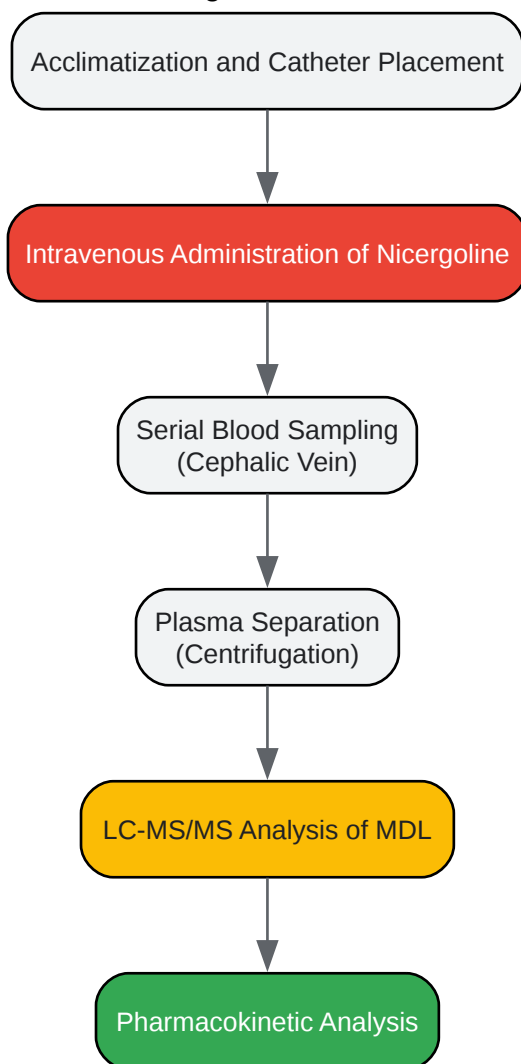 Acclimatization and Catheter Placement
Intravenous Administration of Nicergoline
Serial Blood Sampling
(Cephalic Vein)
Plasma Separation
(Centrifugation)
LC-MS/MS Analysis of MDL
Pharmacokinetic Analysis